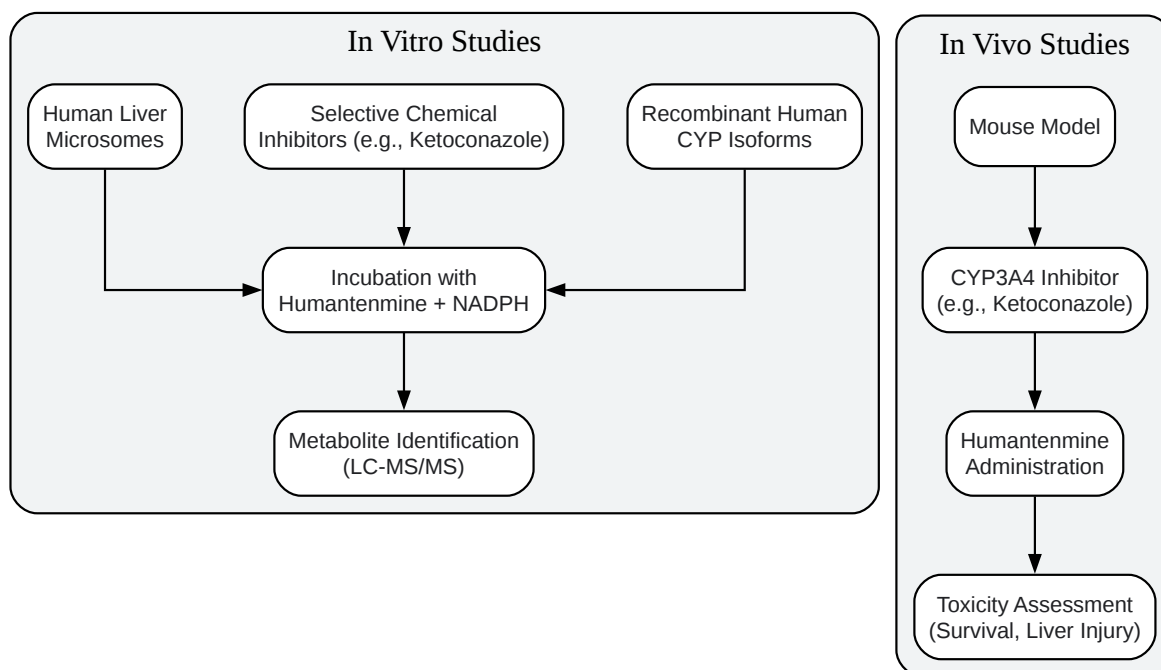 In Vitro Studies
Human Liver
Microsomes
Selective Chemical
Inhibitors (e.g., Ketoconazole)
Recombinant Human
CYP Isoforms
Incubation with
Humantenmine + NADPH
Metabolite Identification
(LC-MS/MS)
In Vivo Studies
Mouse Model
CYP3A4 Inhibitor
(e.g., Ketoconazole)
Humantenmine
Administration
Toxicity Assessment
(Survival, Liver Injury)